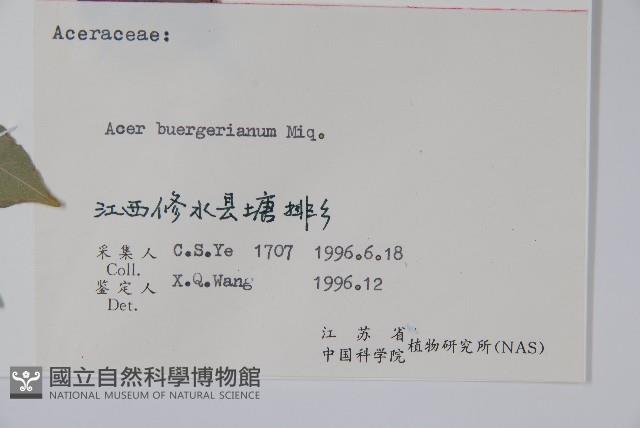 Aceraceae:
Acer buergerianum Miq.
江西修水县塘排乡
采集人 C.S.Ye 1707 1996.6.18
Coll.
鉴定人 X.Q.Wang 1996.12
Det.
江苏省
中国科学院 植物研究所(NAS)
國立自然科學博物館
NATIONAL MUSEUM OF NATURAL SCIENCE